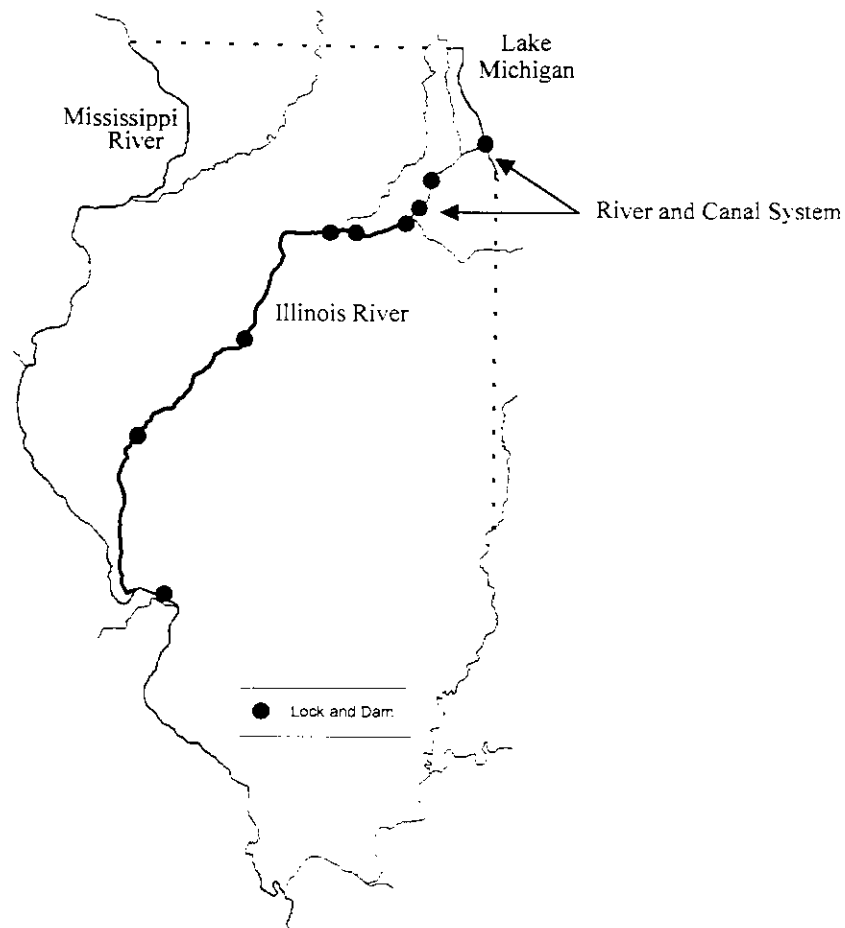 Lake
Michigan
Mississippi
River
River and Canal System
Illinois River
Lock and Dam